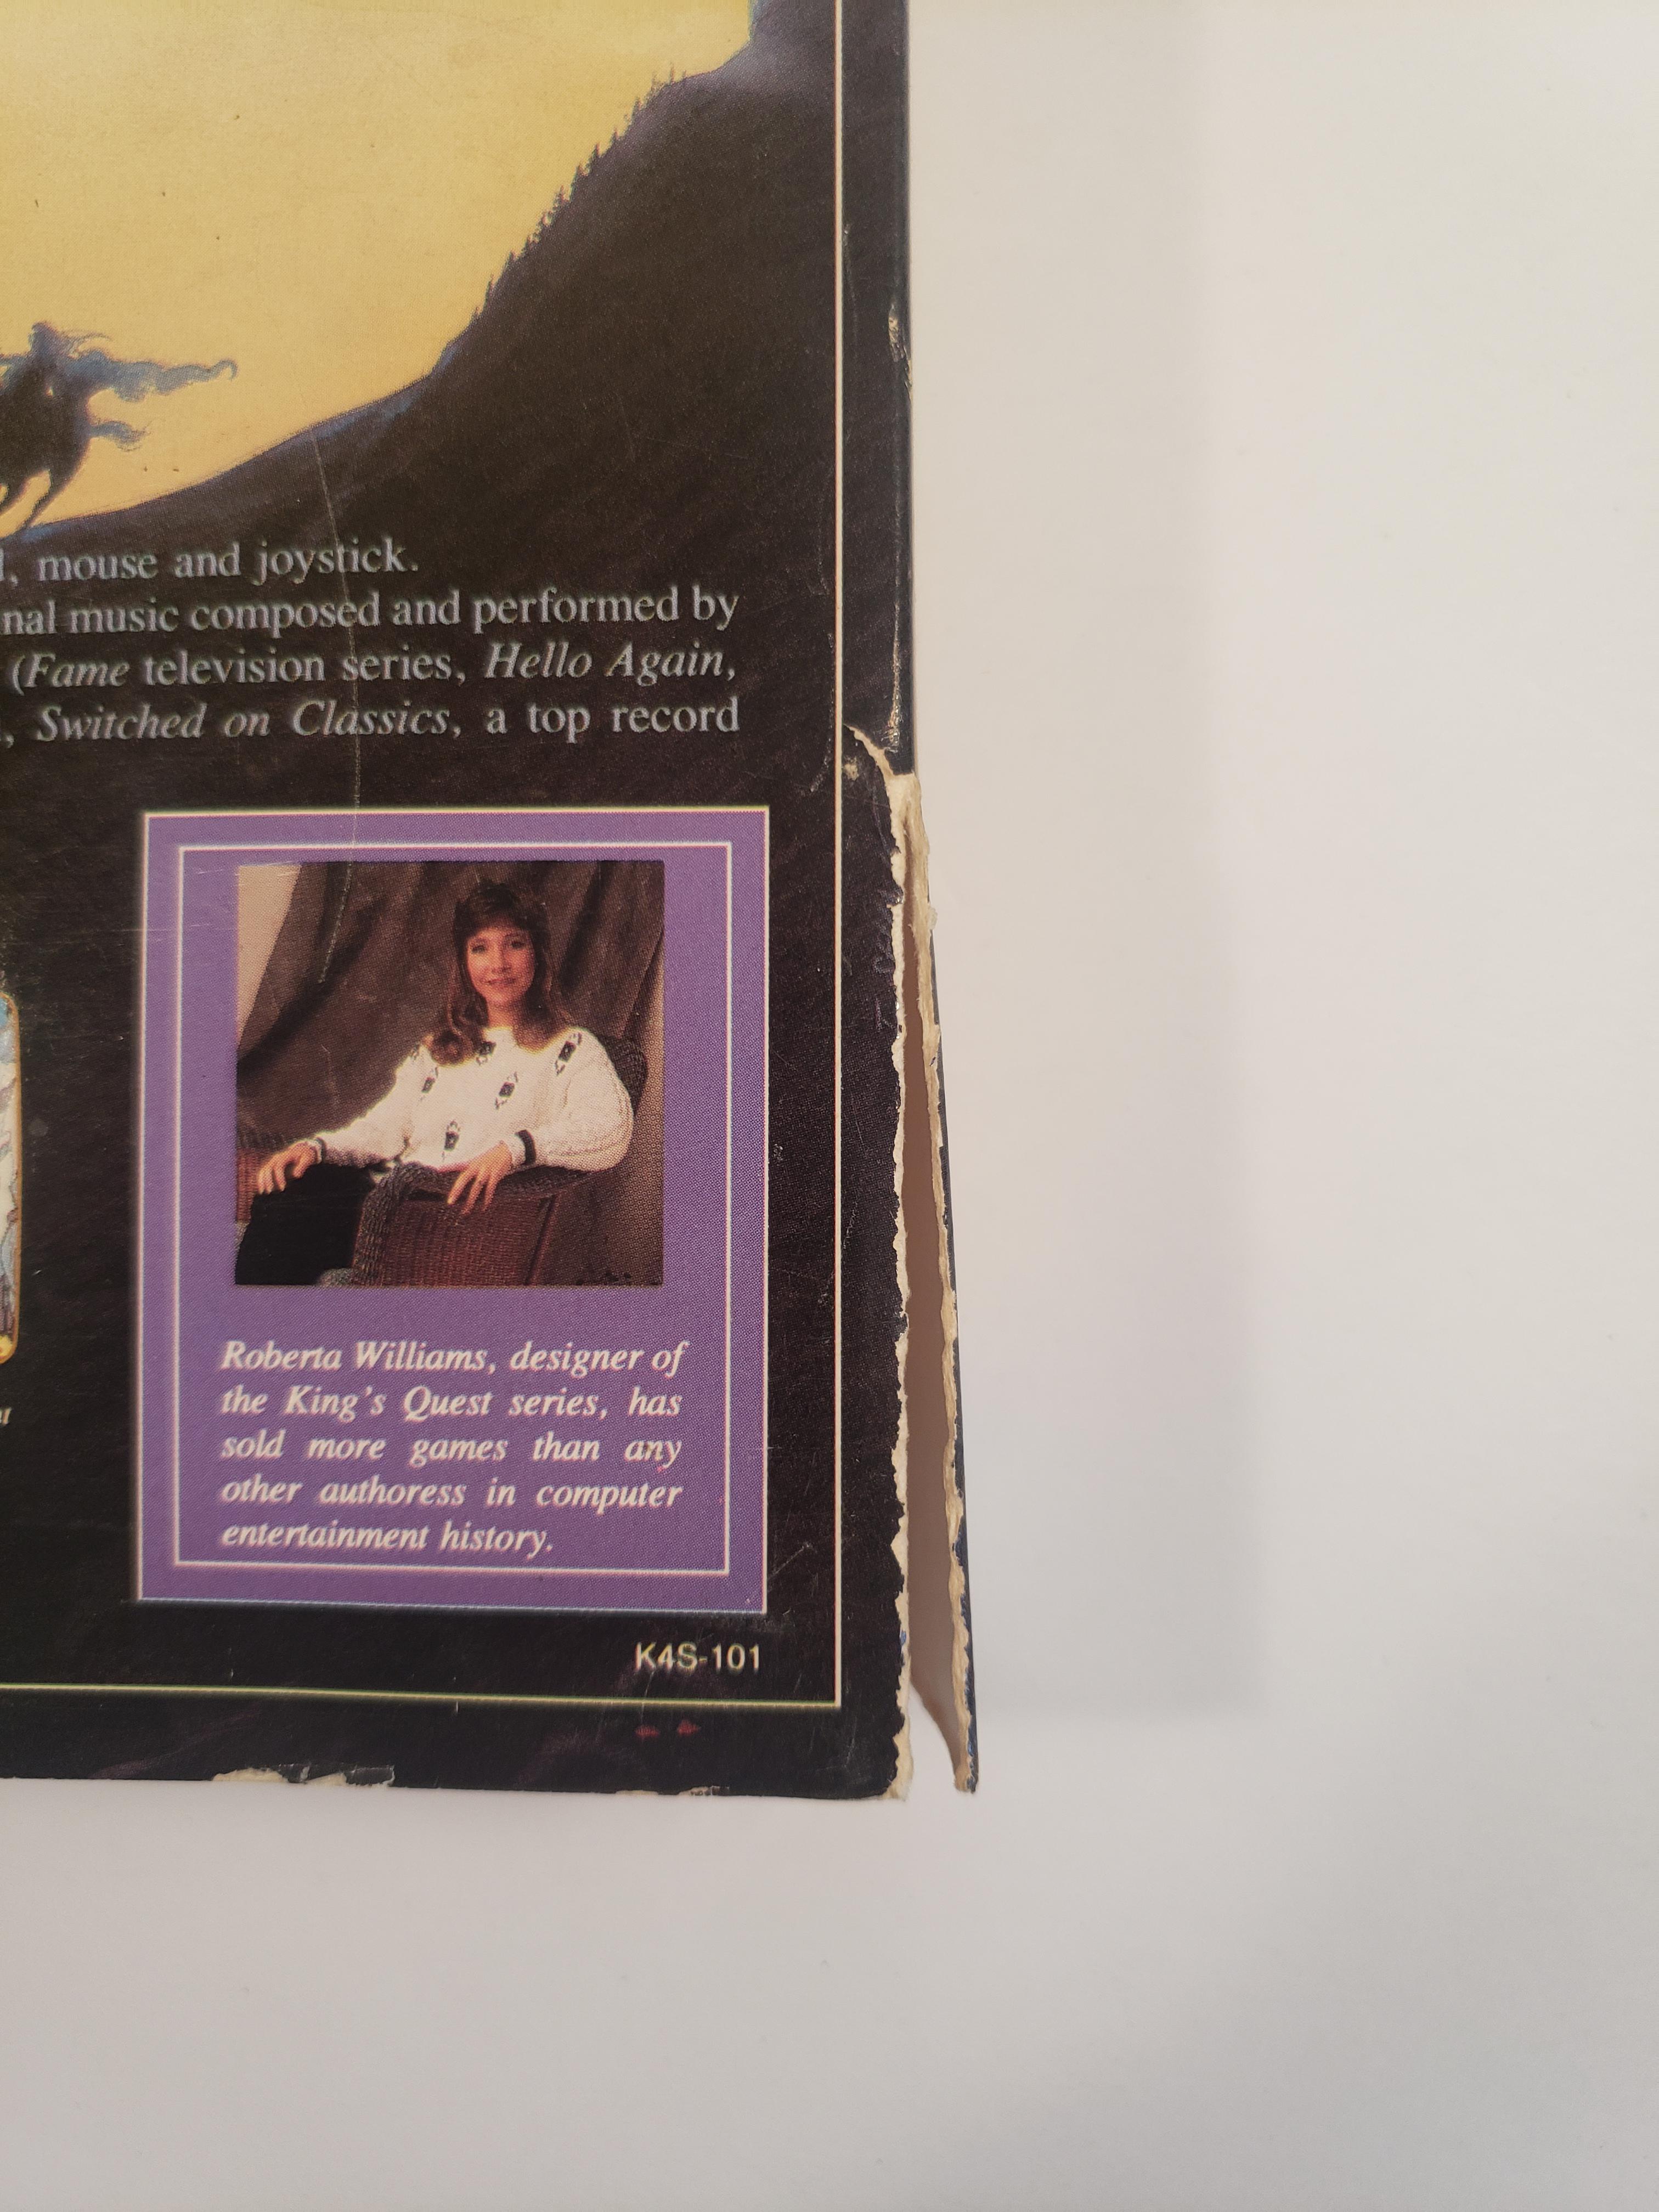 , mouse and joystick.
nal music composed and performed by
(Fame television series, Hello Again,
, Switched on Classics, a top record
Roberta Williams, designer of
the King's Quest series, has
sold more games than any
other authoress in computer
entertainment history.
K4S-101